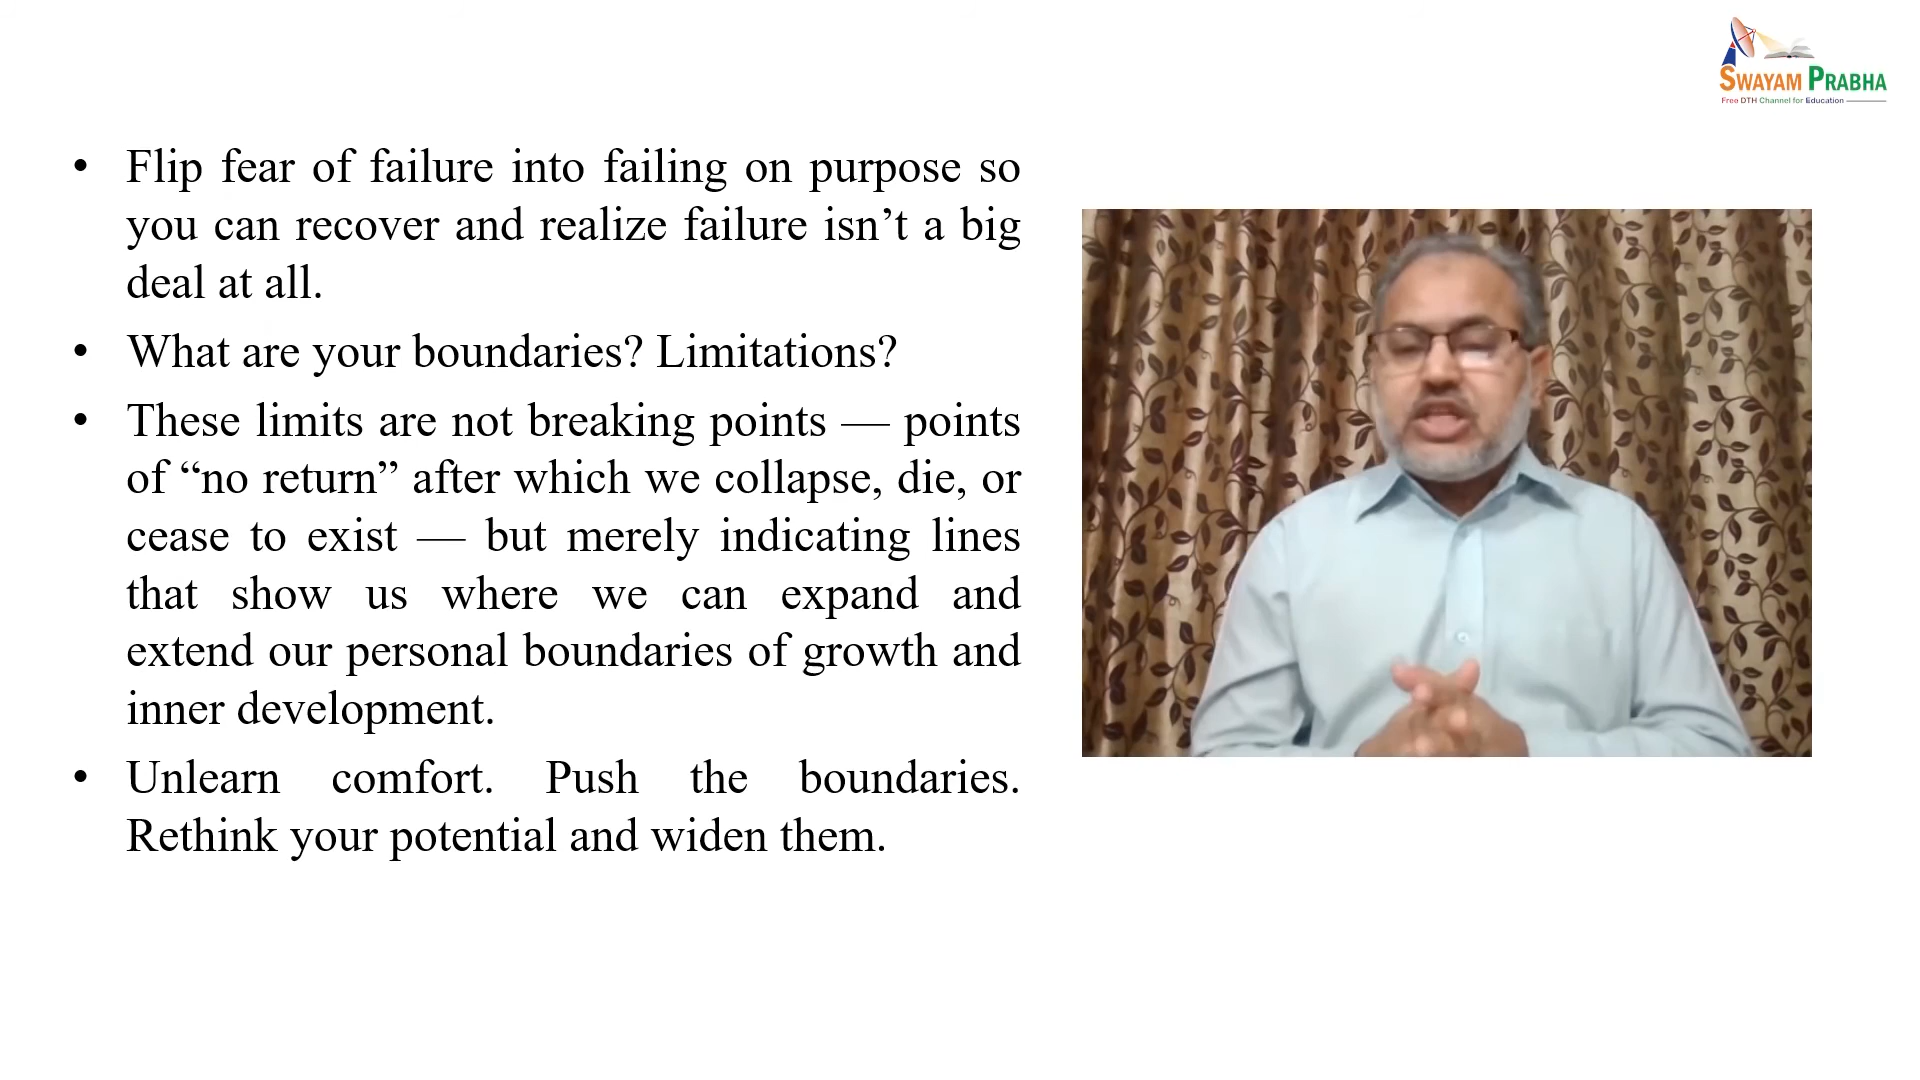 SWAYAM PRABHA
Free DTH Channel for Education
• Flip fear of failure into failing on purpose so
you can recover and realize failure isn’t a big
deal at all.
• What are your boundaries? Limitations?
• These limits are not breaking points — points
of “no return” after which we collapse, die, or
cease to exist — but merely indicating lines
that show us where we can expand and
extend our personal boundaries of growth and
inner development.
• Unlearn comfort. Push the boundaries.
Rethink your potential and widen them.